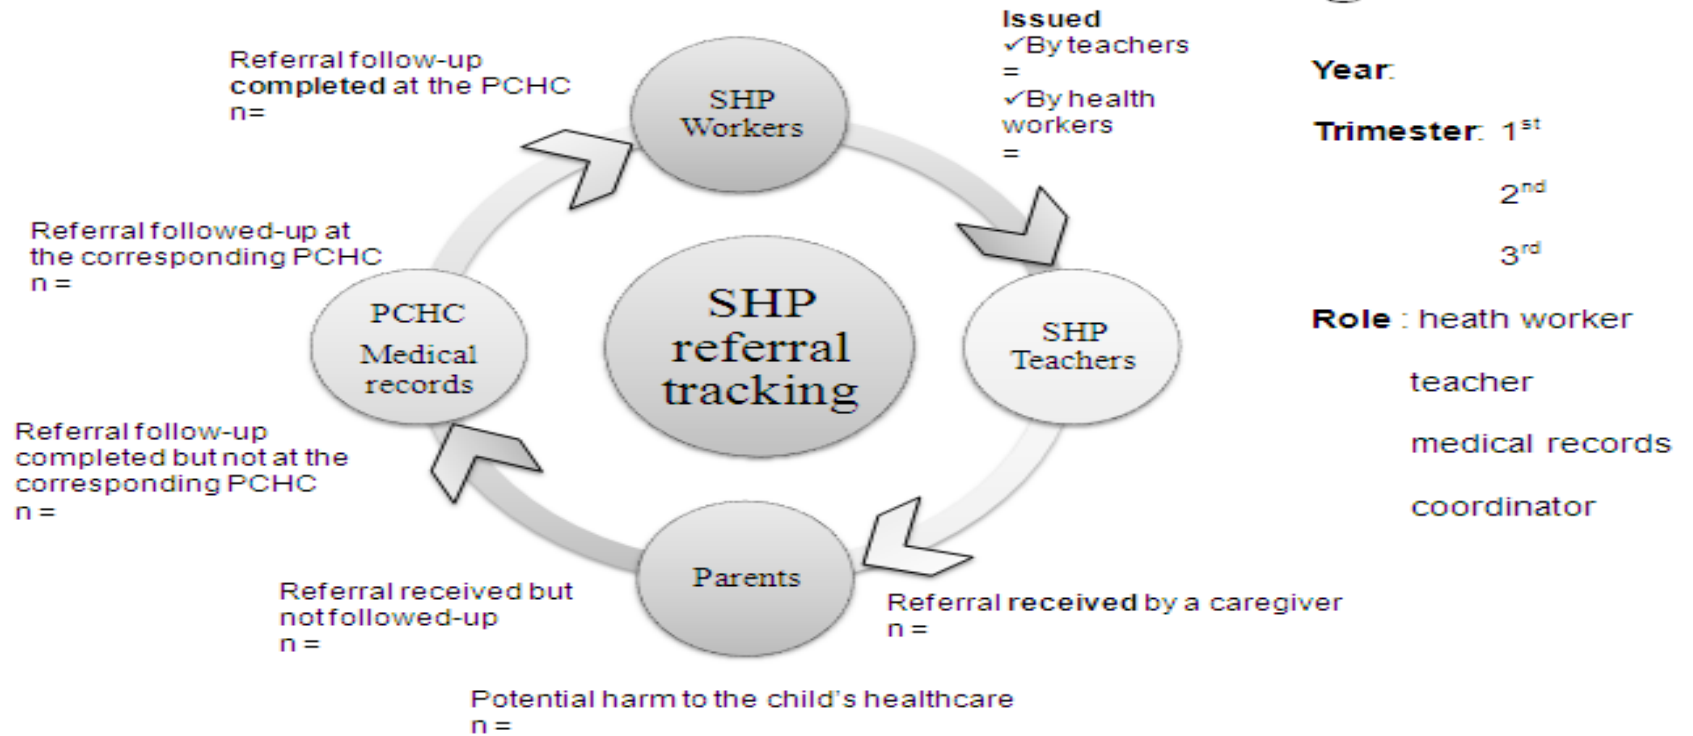 Issued
✓By teachers
=
✓By health
workers
=
Referral follow-up
completed at the PCHC
n=
SHP
Workers
Year:
Trimester: 1st
2nd
3rd
Referral followed-up at
the corresponding PCHC
n =
PCHC
Medical
records
SHP
referral
tracking
SHP
Teachers
Role : heath worker
teacher
medical records
coordinator
Referral follow-up
completed but not at the
corresponding PCHC
n =
Parents
Referral received but
not followed-up
n =
Referral received by a caregiver
n =
Potential harm to the child's healthcare
n =